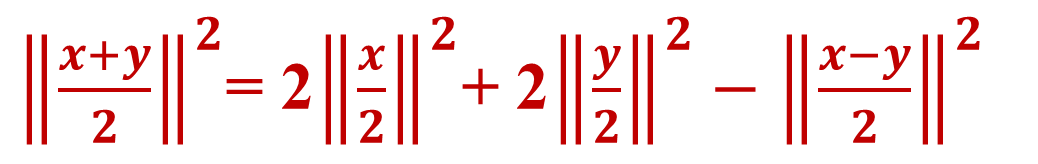 ‖(x+y)/2‖² = 2‖x/2‖² + 2‖y/2‖² − ‖(x−y)/2‖²